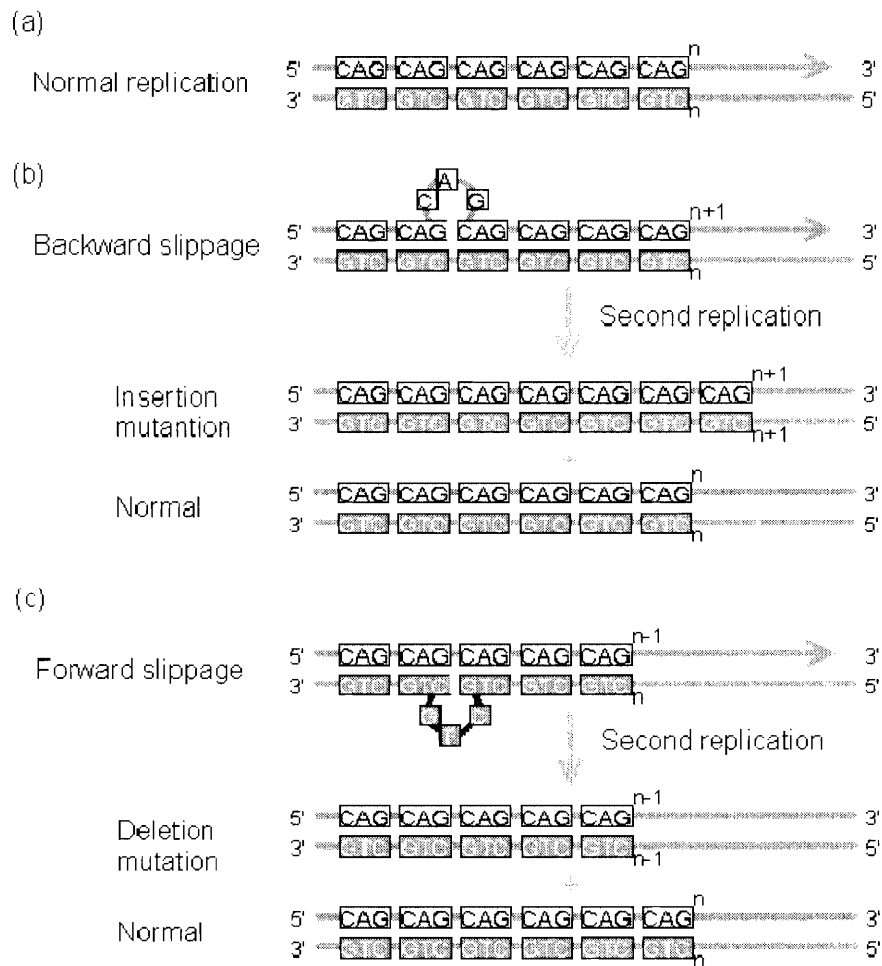 (a)
n
Normal replication 5' CAG CAG CAG CAG CAG CAG 3'
3' GTC GTC GTC GTC GTC GTC 5'
n
(b)
C A G
n+1
Backward slippage 5' CAG CAG CAG CAG CAG CAG 3'
3' GTC GTC GTC GTC GTC GTC 5'
n
Second replication
n+1
Insertion mutantion 5' CAG CAG CAG CAG CAG CAG CAG 3'
3' GTC GTC GTC GTC GTC GTC GTC 5'
n+1
+
n
Normal 5' CAG CAG CAG CAG CAG CAG 3'
3' GTC GTC GTC GTC GTC GTC 5'
n
(c)
n-1
Forward slippage 5' CAG CAG CAG CAG CAG 3'
3' GTC GTC GTC GTC GTC 5'
n
Second replication
n-1
Deletion mutation 5' CAG CAG CAG CAG CAG 3'
3' GTC GTC GTC GTC GTC 5'
n-1
+
n
Normal 5' CAG CAG CAG CAG CAG CAG 3'
3' GTC GTC GTC GTC GTC GTC 5'
n